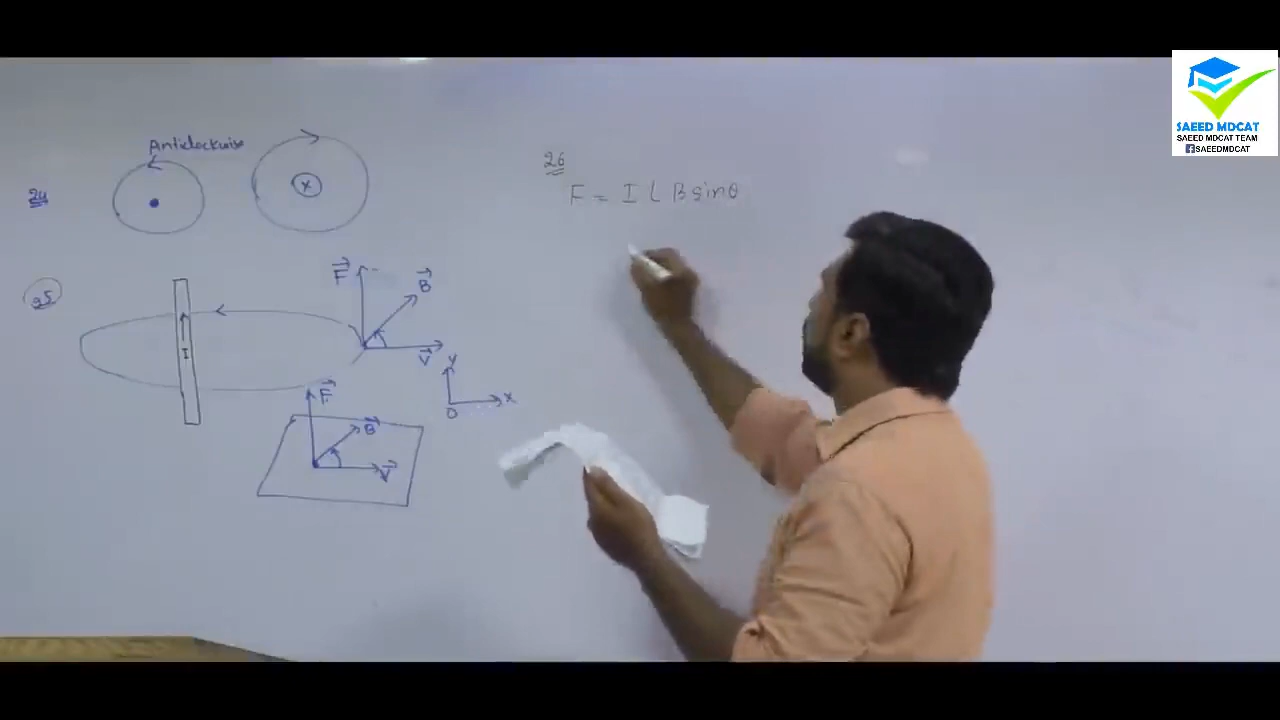 Anticlockwise
24
x
25
I
F
B
V
F
B
V
y
O
x
26
F = I L B sinθ
SAEED MDCAT
SAEED MDCAT TEAM
f SAEEDMDCAT